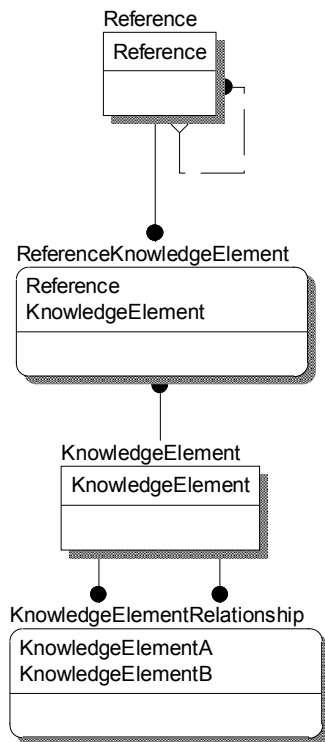 Reference
Reference
ReferenceKnowledgeElement
Reference
KnowledgeElement
KnowledgeElement
KnowledgeElement
KnowledgeElementRelationship
KnowledgeElementA
KnowledgeElementB